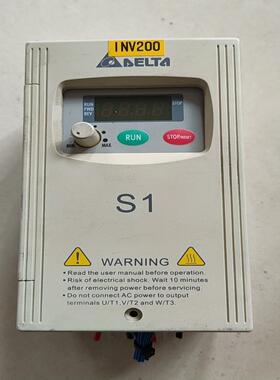 INV200
DELTA
RUN
FWD
REV
STOP
MIN. MAX.
RUN
STOP/RESET
S1
WARNING
● Read the user manual before operation.
● Risk of electrical shock. Wait 10 minutes
after removing power before servicing.
● Do not connect AC power to output
terminals U/T1,V/T2 and W/T3.